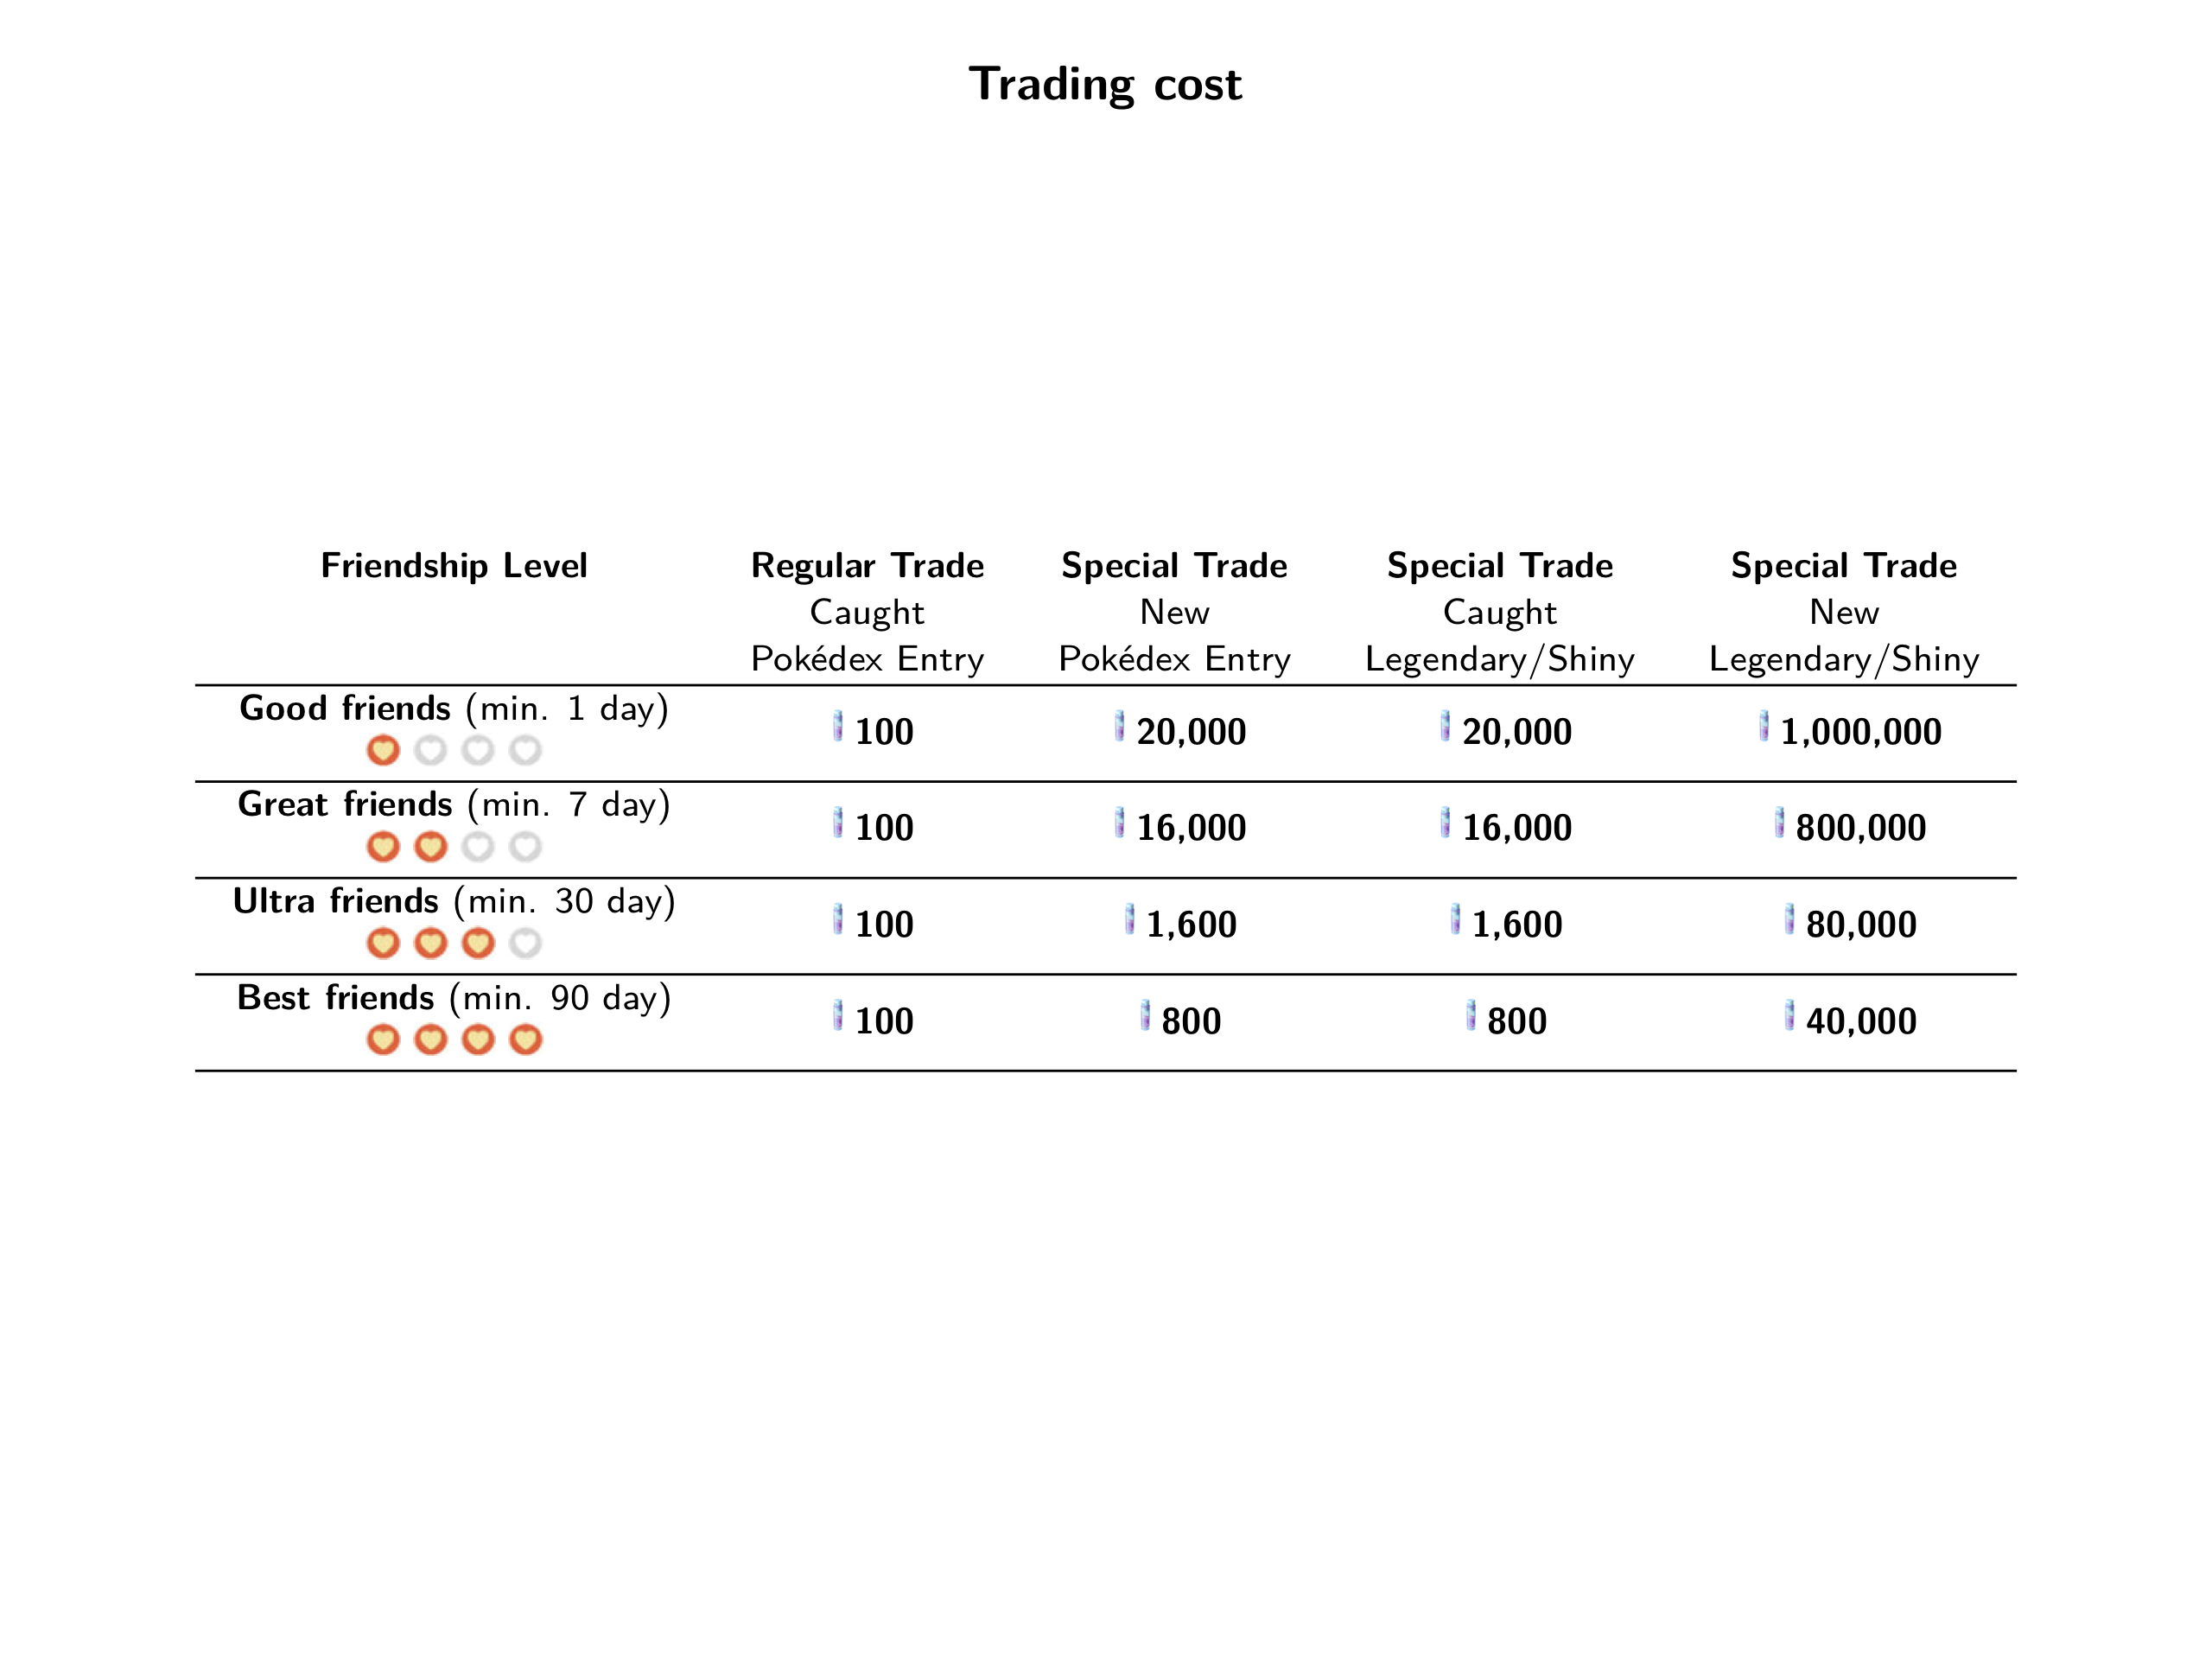 Trading cost
Friendship Level Regular Trade Special Trade Special Trade Special Trade
Caught New Caught New
Pokédex Entry Pokédex Entry Legendary/Shiny Legendary/Shiny
Good friends (min. 1 day) 100 20,000 20,000 1,000,000
Great friends (min. 7 day) 100 16,000 16,000 800,000
Ultra friends (min. 30 day) 100 1,600 1,600 80,000
Best friends (min. 90 day) 100 800 800 40,000